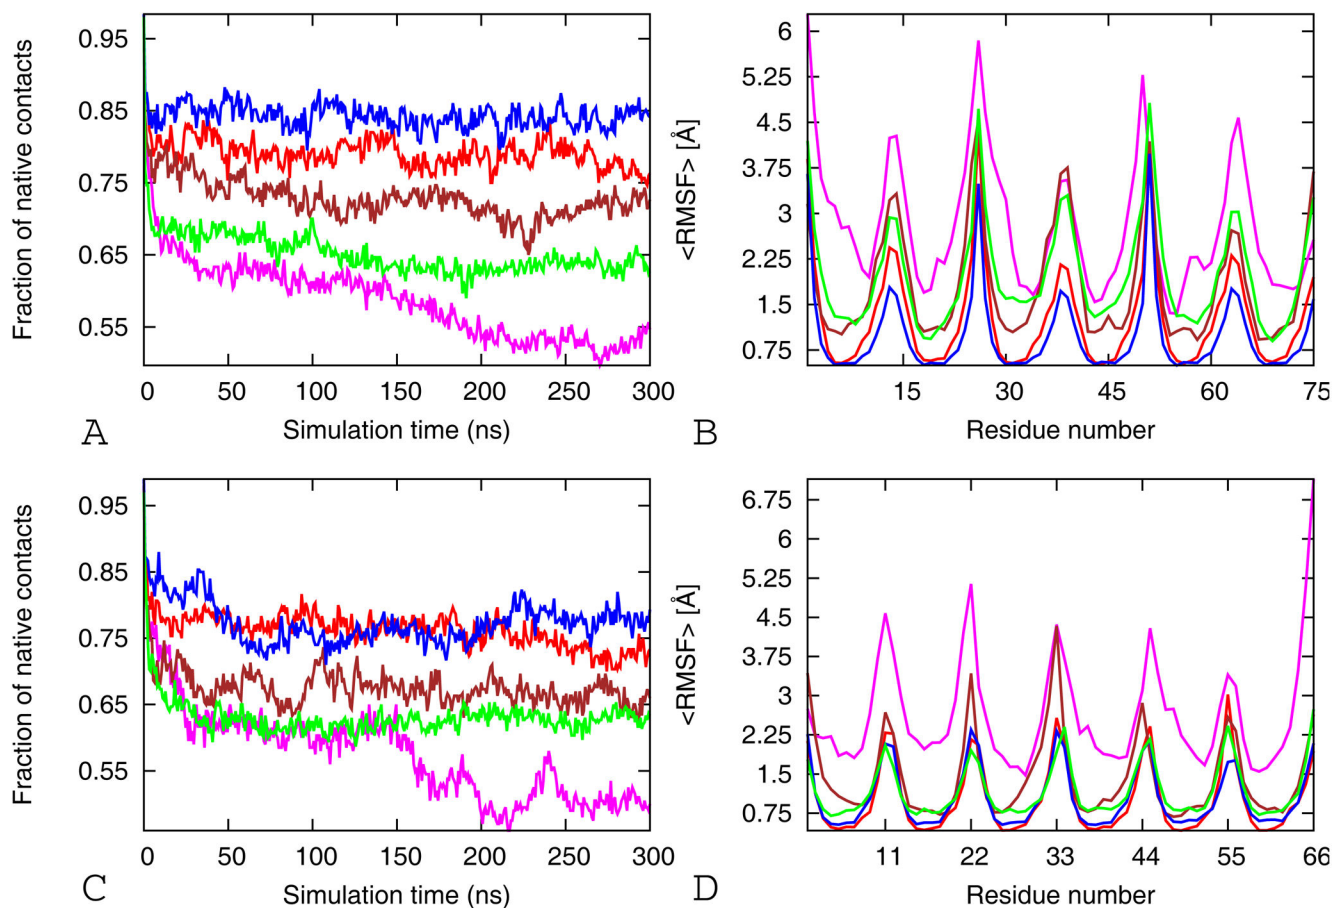 Fraction of native contacts
0.95
0.85
0.75
0.65
0.55
0 50 100 150 200 250 300
Simulation time (ns)
A
<RMSF> [Å]
6
5.25
4.5
3.75
3
2.25
1.5
0.75
15 30 45 60 75
Residue number
B
Fraction of native contacts
0.95
0.85
0.75
0.65
0.55
0 50 100 150 200 250 300
Simulation time (ns)
C
<RMSF> [Å]
6.75
6
5.25
4.5
3.75
3
2.25
1.5
0.75
11 22 33 44 55 66
Residue number
D